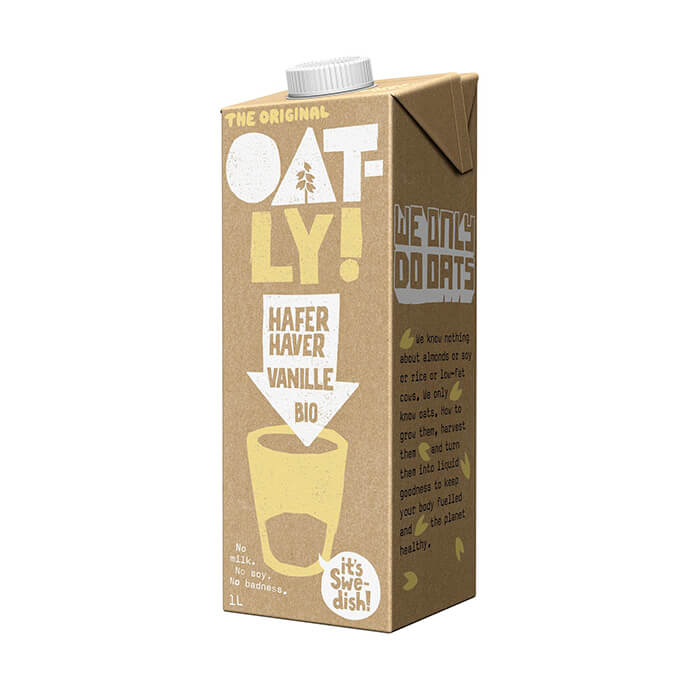 THE ORIGINAL
OAT-
LY!
HAFER
HAVER
VANILLE
BIO
No
milk.
No soy.
No badness.
1L
it's
Swe-
dish!
WE ONLY
DO OATS
We know nothing
about almonds or soy
or rice or low-fat
cows. We only
know oats. How to
grow them, harvest
them and turn
them into liquid
goodness to keep
your body fuelled
and the planet
healthy.